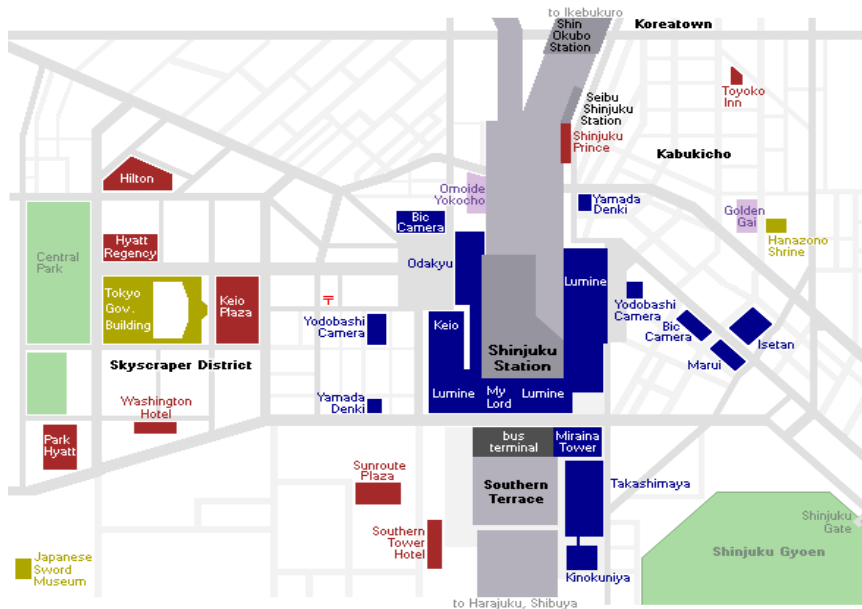 to Ikebukuro
Shin
Okubo
Station
Koreatown
Seibu
Shinjuku
Station
Toyoko
Inn
Shinjuku
Prince
Kabukicho
Hilton
Omoide
Yokocho
Yamada
Denki
Golden
Gai
Bic
Camera
Hanazono
Shrine
Central
Park
Hyatt
Regency
Odakyu
Lumine
Tokyo
Gov.
Building
Keio
Plaza
〒
Yodobashi
Camera
Keio
Yodobashi
Camera
Bic
Camera
Isetan
Shinjuku
Station
Marui
Skyscraper District
Washington
Hotel
Yamada
Denki
Lumine
My
Lord
Lumine
Park
Hyatt
bus
terminal
Miraina
Tower
Sunroute
Plaza
Southern
Terrace
Takashimaya
Shinjuku
Gate
Southern
Tower
Hotel
Shinjuku Gyoen
Japanese
Sword
Museum
Kinokuniya
to Harajuku, Shibuya